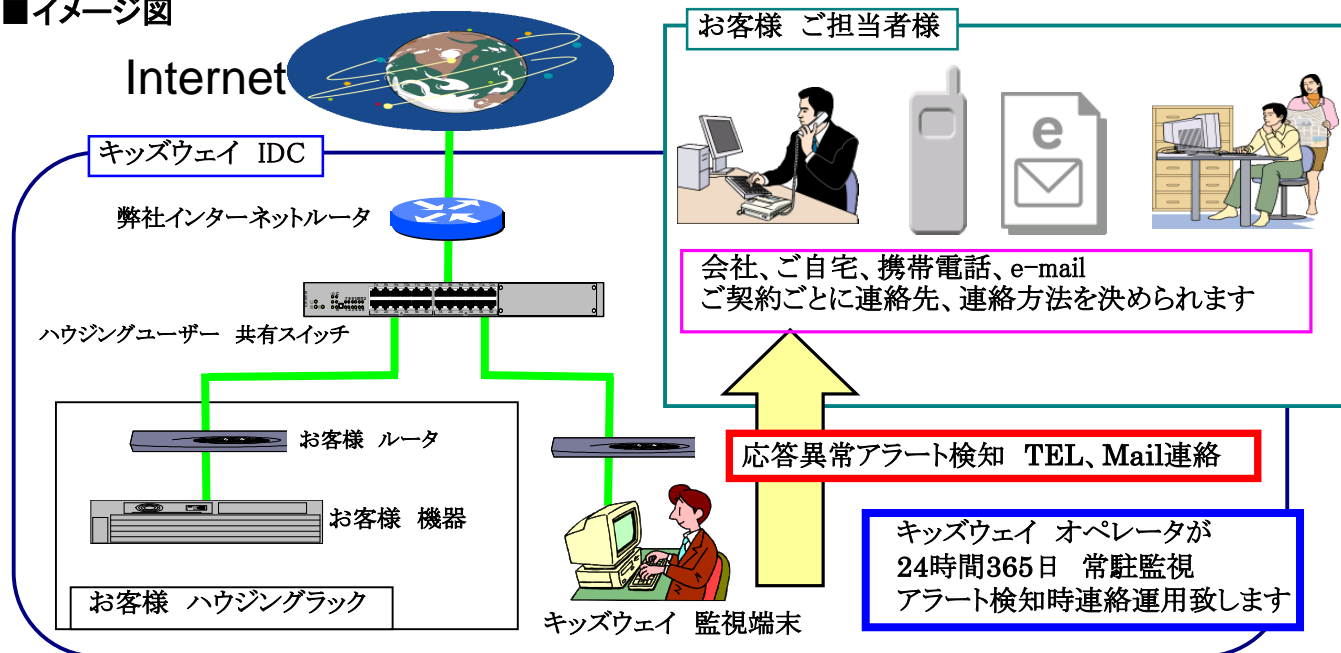 ■イメージ図
Internet
お客様 ご担当者様
キッズウェイ IDC
弊社インターネットルータ
e
会社、ご自宅、携帯電話、e-mail
ご契約ごとに連絡先、連絡方法を決められます
ハウジングユーザー 共有スイッチ
お客様 ルータ
応答異常アラート検知 TEL、Mail連絡
お客様 機器
キッズウェイ オペレータが
24時間365日 常駐監視
アラート検知時連絡運用致します
お客様 ハウジングラック
キッズウェイ 監視端末